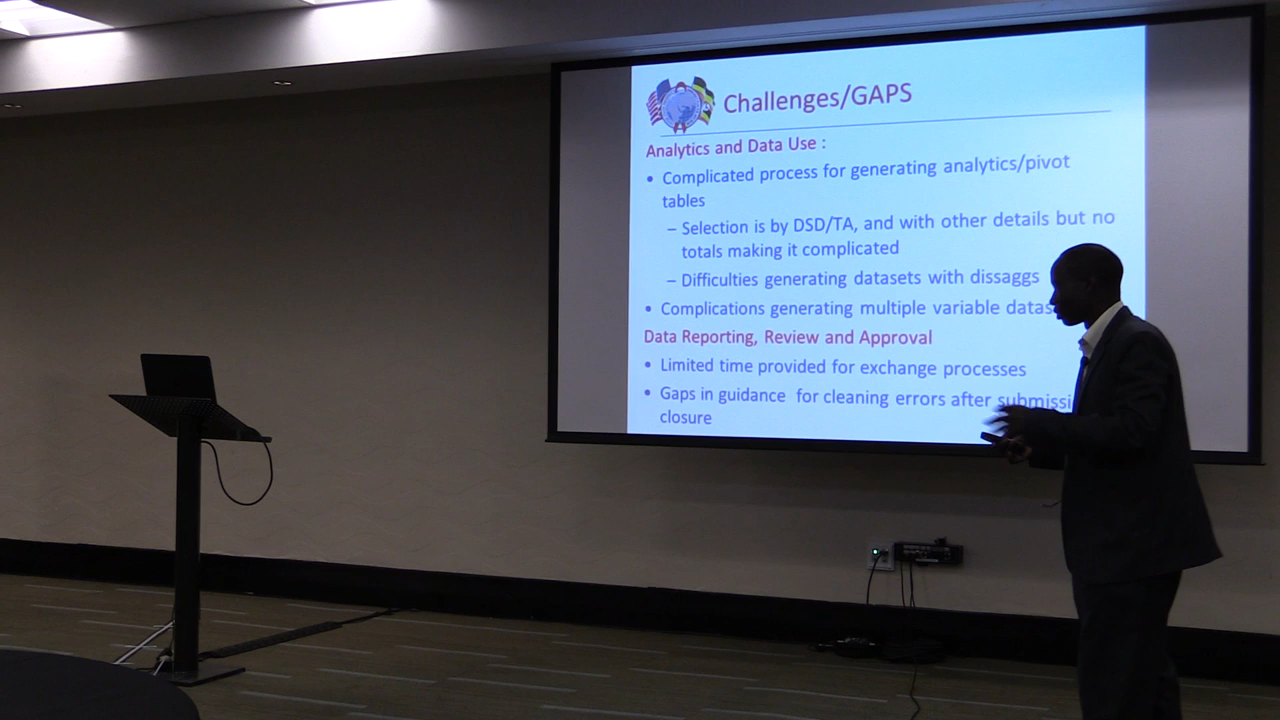 Challenges/GAPS
Analytics and Data Use :
• Complicated process for generating analytics/pivot
tables
– Selection is by DSD/TA, and with other details but no
totals making it complicated
– Difficulties generating datasets with dissaggs
• Complications generating multiple variable
Data Reporting, Review and Approval
• Limited time provided for exchange processes
• Gaps in guidance for cleaning errors after
closure